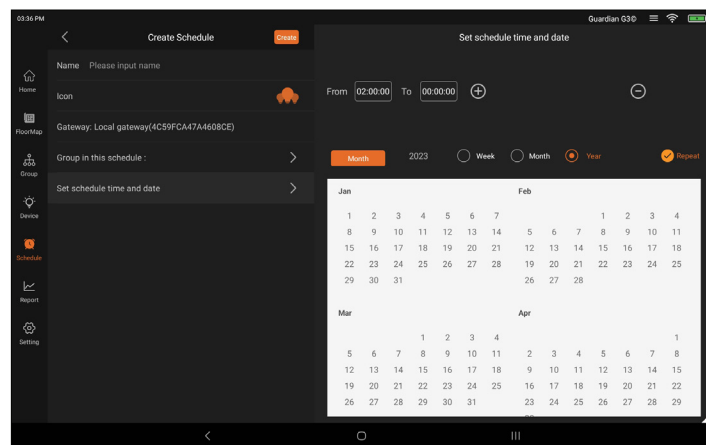 03:36 PM
Guardian G3©
Create Schedule
Create
Set schedule time and date
Home
FloorMap
Group
Device
Schedule
Report
Setting
Name Please input name
Icon
Gateway: Local gateway(4C59FCA47A4608CE)
Group in this schedule :
Set schedule time and date
From 02:00:00 To 00:00:00
Month 2023 Week Month Year Repeat
Jan
1 2 3 4 5 6 7
8 9 10 11 12 13 14
15 16 17 18 19 20 21
22 23 24 25 26 27 28
29 30 31
Feb
1 2 3 4
5 6 7 8 9 10 11
12 13 14 15 16 17 18
19 20 21 22 23 24 25
26 27 28
Mar
1 2 3 4
5 6 7 8 9 10 11
12 13 14 15 16 17 18
19 20 21 22 23 24 25
26 27 28 29 30 31
Apr
1
2 3 4 5 6 7 8
9 10 11 12 13 14 15
16 17 18 19 20 21 22
23 24 25 26 27 28 29